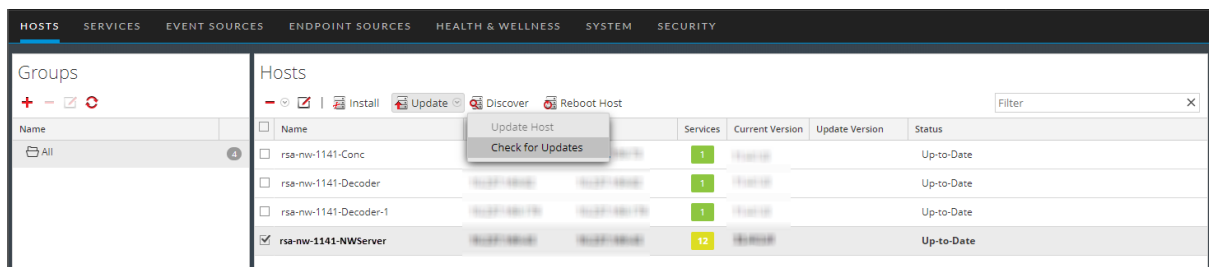 HOSTS SERVICES EVENT SOURCES ENDPOINT SOURCES HEALTH & WELLNESS SYSTEM SECURITY
Groups
Name
All 4
Hosts
Install Update Discover Reboot Host Filter
Update Host
Check for Updates
Name Services Current Version Update Version Status
rsa-nw-1141-Conc 1 Up-to-Date
rsa-nw-1141-Decoder 1 Up-to-Date
rsa-nw-1141-Decoder-1 1 Up-to-Date
rsa-nw-1141-NWServer 12 Up-to-Date